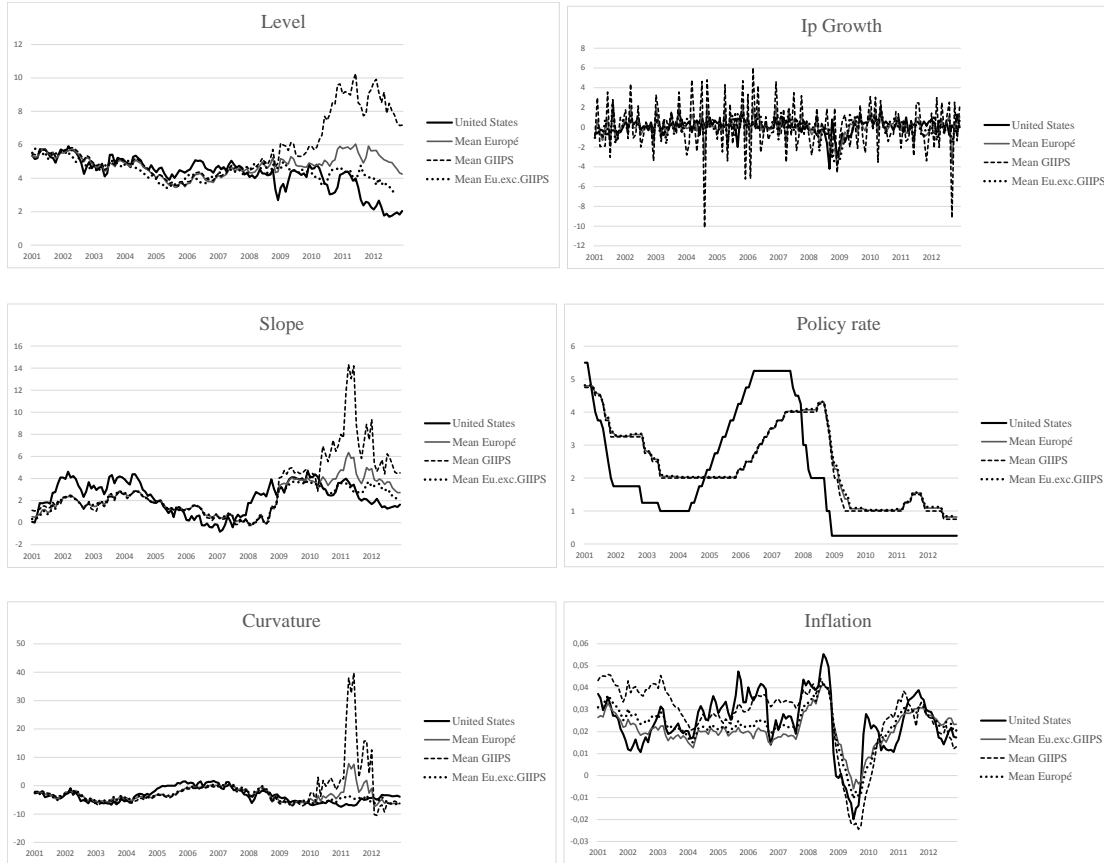 Level
12
10
8
6
4
2
0
2001 2002 2003 2004 2005 2006 2007 2008 2009 2010 2011 2012
United States
Mean Europé
Mean GIIPS
Mean Eu.exc.GIIPS
Ip Growth
8
6
4
2
0
-2
-4
-6
-8
-10
-12
2001 2002 2003 2004 2005 2006 2007 2008 2009 2010 2011 2012
United States
Mean Europé
Mean GIIPS
Mean Eu.exc.GIIPS
Slope
16
14
12
10
8
6
4
2
0
-2
2001 2002 2003 2004 2005 2006 2007 2008 2009 2010 2011 2012
United States
Mean Europé
Mean GIIPS
Mean Eu.exc.GIIPS
Policy rate
6
5
4
3
2
1
0
2001 2002 2003 2004 2005 2006 2007 2008 2009 2010 2011 2012
United States
Mean Europé
Mean GIIPS
Mean Eu.exc.GIIPS
Curvature
50
40
30
20
10
0
-10
-20
2001 2002 2003 2004 2005 2006 2007 2008 2009 2010 2011 2012
United States
Mean Europé
Mean GIIPS
Mean Eu.exc.GIIPS
Inflation
0,06
0,05
0,04
0,03
0,02
0,01
0
-0,01
-0,02
-0,03
2001 2002 2003 2004 2005 2006 2007 2008 2009 2010 2011 2012
United States
Mean Eu.exc.GIIPS
Mean GIIPS
Mean Europé